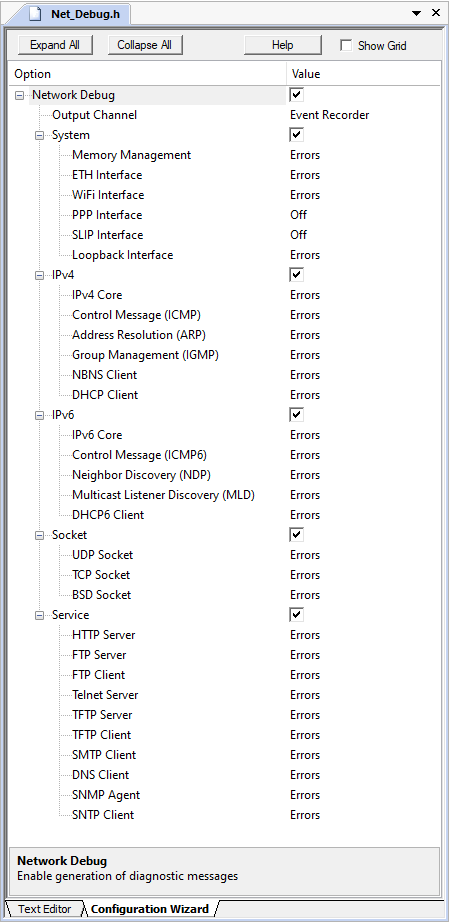 Net_Debug.h
Expand All Collapse All Help Show Grid
Option Value
Network Debug
Output Channel Event Recorder
System
Memory Management Errors
ETH Interface Errors
WiFi Interface Errors
PPP Interface Off
SLIP Interface Off
Loopback Interface Errors
IPv4
IPv4 Core Errors
Control Message (ICMP) Errors
Address Resolution (ARP) Errors
Group Management (IGMP) Errors
NBNS Client Errors
DHCP Client Errors
IPv6
IPv6 Core Errors
Control Message (ICMP6) Errors
Neighbor Discovery (NDP) Errors
Multicast Listener Discovery (MLD) Errors
DHCP6 Client Errors
Socket
UDP Socket Errors
TCP Socket Errors
BSD Socket Errors
Service
HTTP Server Errors
FTP Server Errors
FTP Client Errors
Telnet Server Errors
TFTP Server Errors
TFTP Client Errors
SMTP Client Errors
DNS Client Errors
SNMP Agent Errors
SNTP Client Errors
Network Debug
Enable generation of diagnostic messages
Text Editor Configuration Wizard